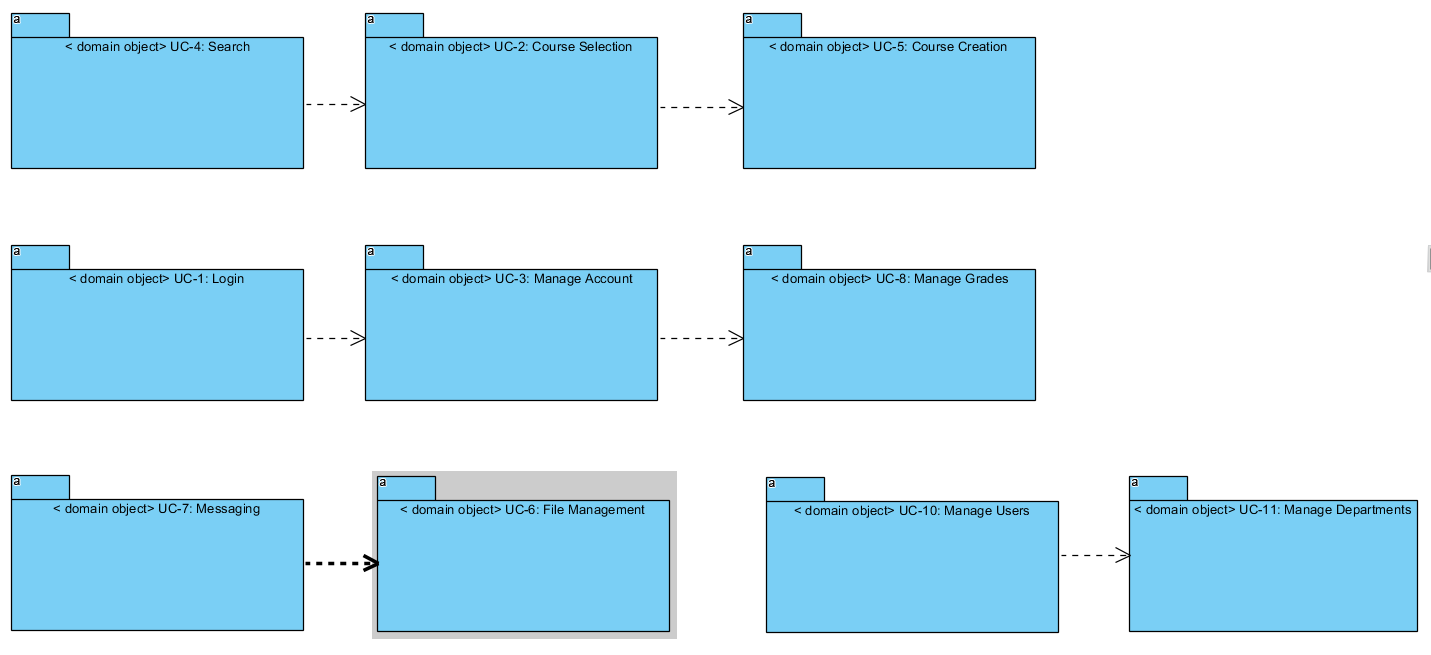 a
< domain object> UC-4: Search
a
< domain object> UC-2: Course Selection
a
< domain object> UC-5: Course Creation
a
< domain object> UC-1: Login
a
< domain object> UC-3: Manage Account
a
< domain object> UC-8: Manage Grades
a
< domain object> UC-7: Messaging
a
< domain object> UC-6: File Management
a
< domain object> UC-10: Manage Users
a
< domain object> UC-11: Manage Departments